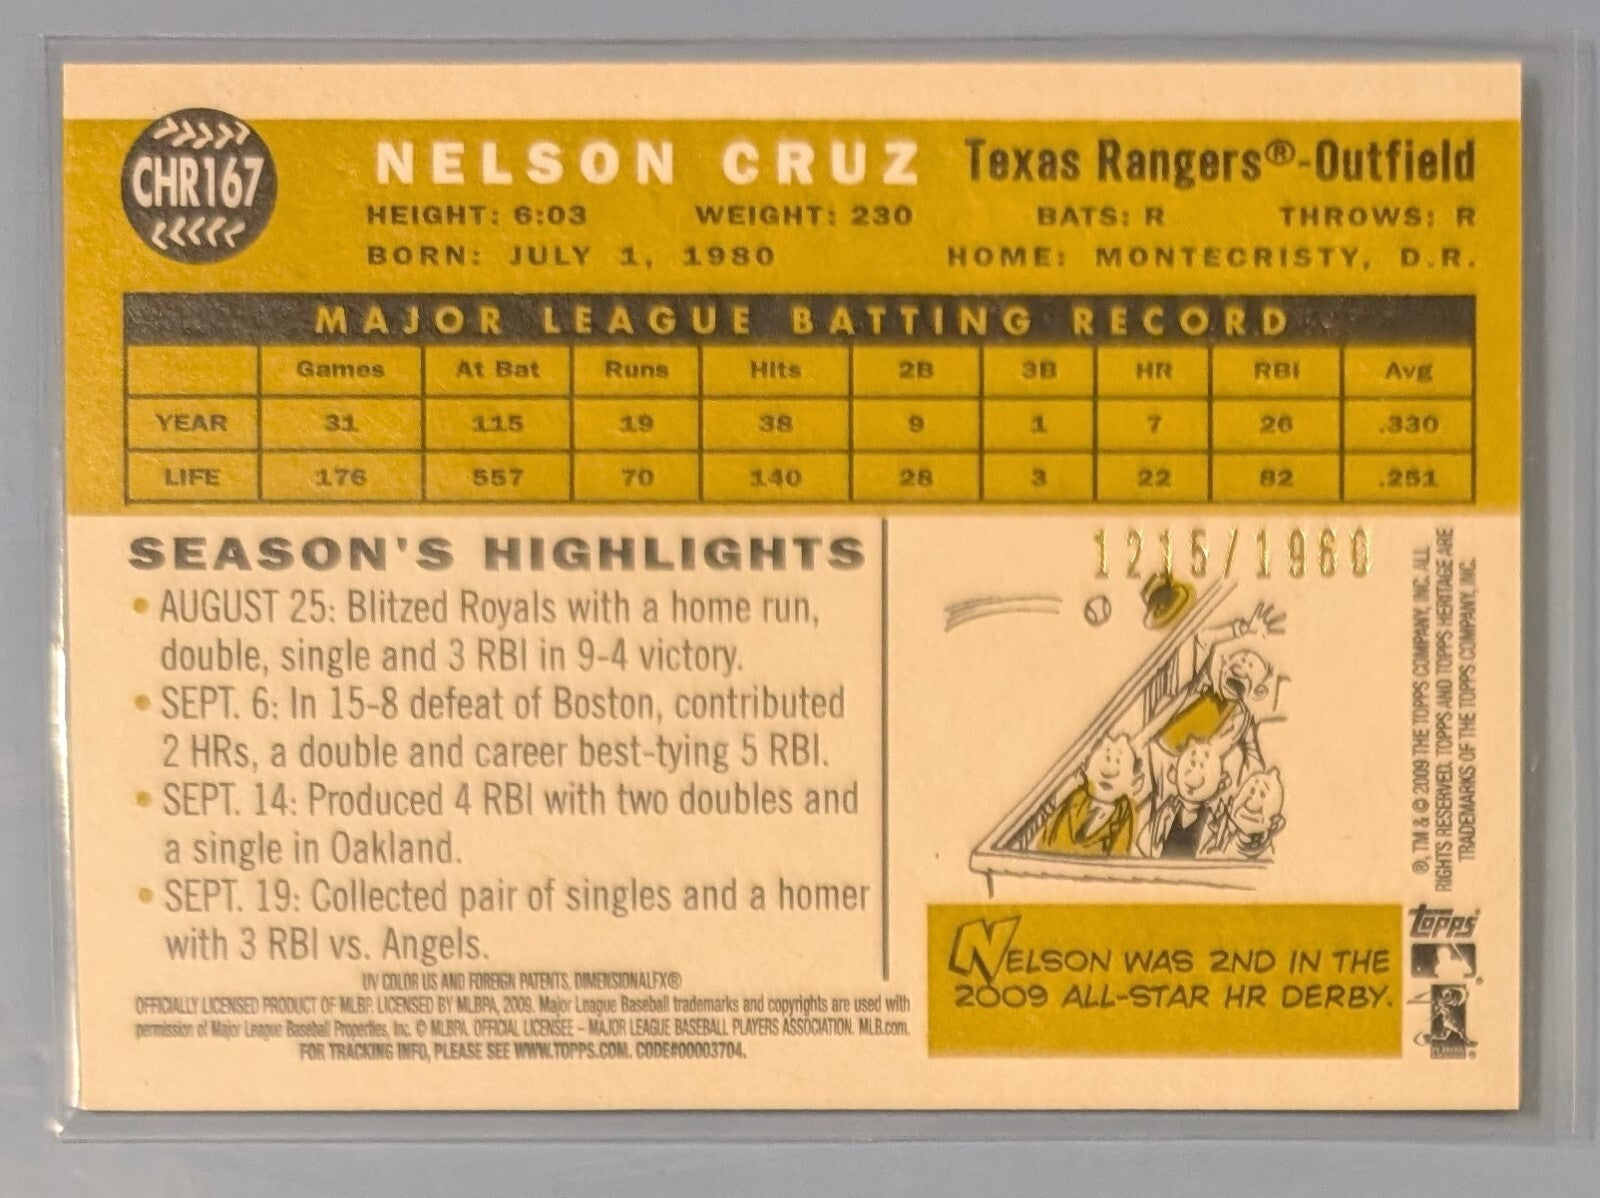 CHR167
NELSON CRUZ Texas Rangers®-Outfield
HEIGHT: 6:03 WEIGHT: 230 BATS: R THROWS: R
BORN: JULY 1, 1980 HOME: MONTECRISTY, D.R.
MAJOR LEAGUE BATTING RECORD
Games At Bat Runs Hits 2B 3B HR RBI Avg
YEAR 31 115 19 38 9 1 7 26 .330
LIFE 176 557 70 140 28 3 22 82 .251
SEASON'S HIGHLIGHTS
• AUGUST 25: Blitzed Royals with a home run,
double, single and 3 RBI in 9-4 victory.
• SEPT. 6: In 15-8 defeat of Boston, contributed
2 HRs, a double and career best-tying 5 RBI.
• SEPT. 14: Produced 4 RBI with two doubles and
a single in Oakland.
• SEPT. 19: Collected pair of singles and a homer
with 3 RBI vs. Angels.
UV COLOR US AND FOREIGN PATENTS. DIMENSIONALFX®
OFFICIALLY LICENSED PRODUCT OF MLBP. LICENSED BY MLBPA, 2009. Major League Baseball trademarks and copyrights are used with
permission of Major League Baseball Properties, Inc. © MLBPA. OFFICIAL LICENSEE – MAJOR LEAGUE BASEBALL PLAYERS ASSOCIATION. MLB.com.
FOR TRACKING INFO, PLEASE SEE WWW.TOPPS.COM. CODE#00003704.
1215/1960
NELSON WAS 2ND IN THE
2009 ALL-STAR HR DERBY.
®, TM & © 2009 THE TOPPS COMPANY, INC. ALL
RIGHTS RESERVED. TOPPS AND TOPPS HERITAGE ARE
TRADEMARKS OF THE TOPPS COMPANY, INC.
topps